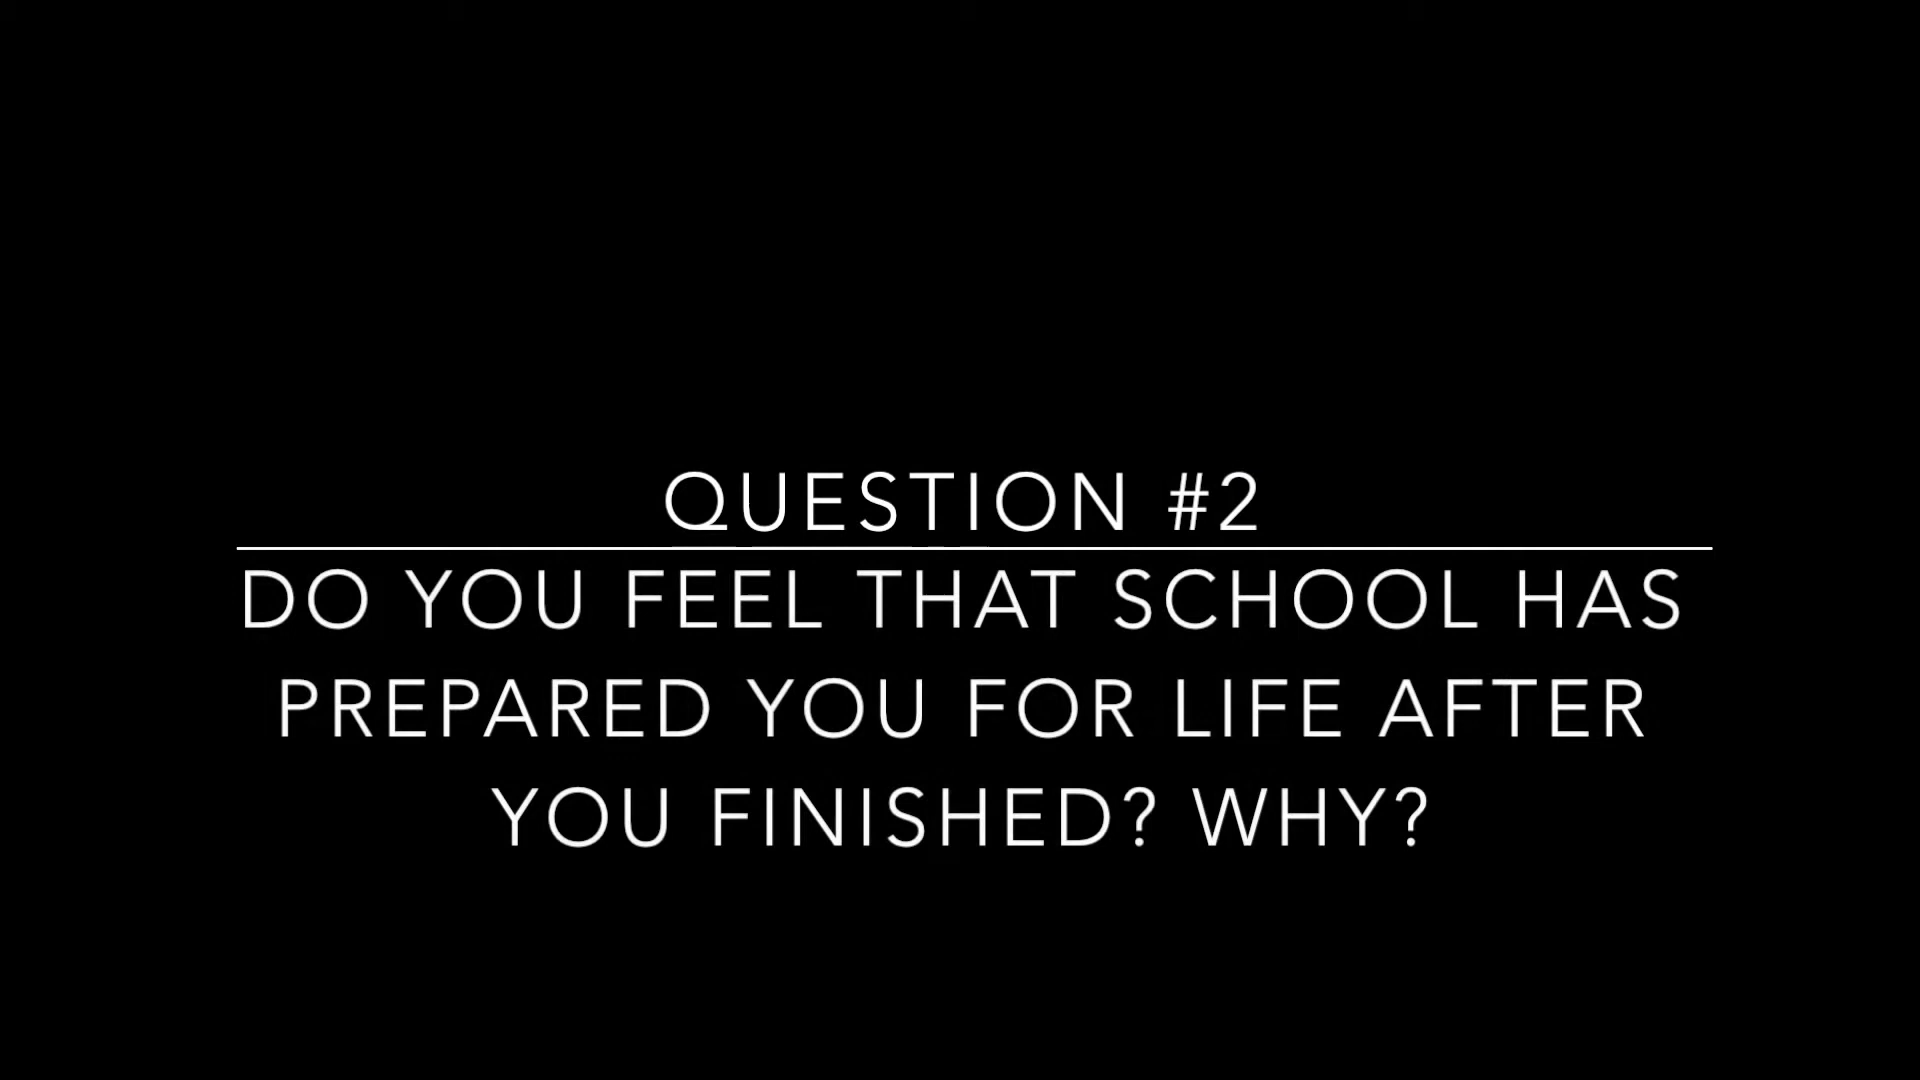 QUESTION #2
DO YOU FEEL THAT SCHOOL HAS
PREPARED YOU FOR LIFE AFTER
YOU FINISHED? WHY?